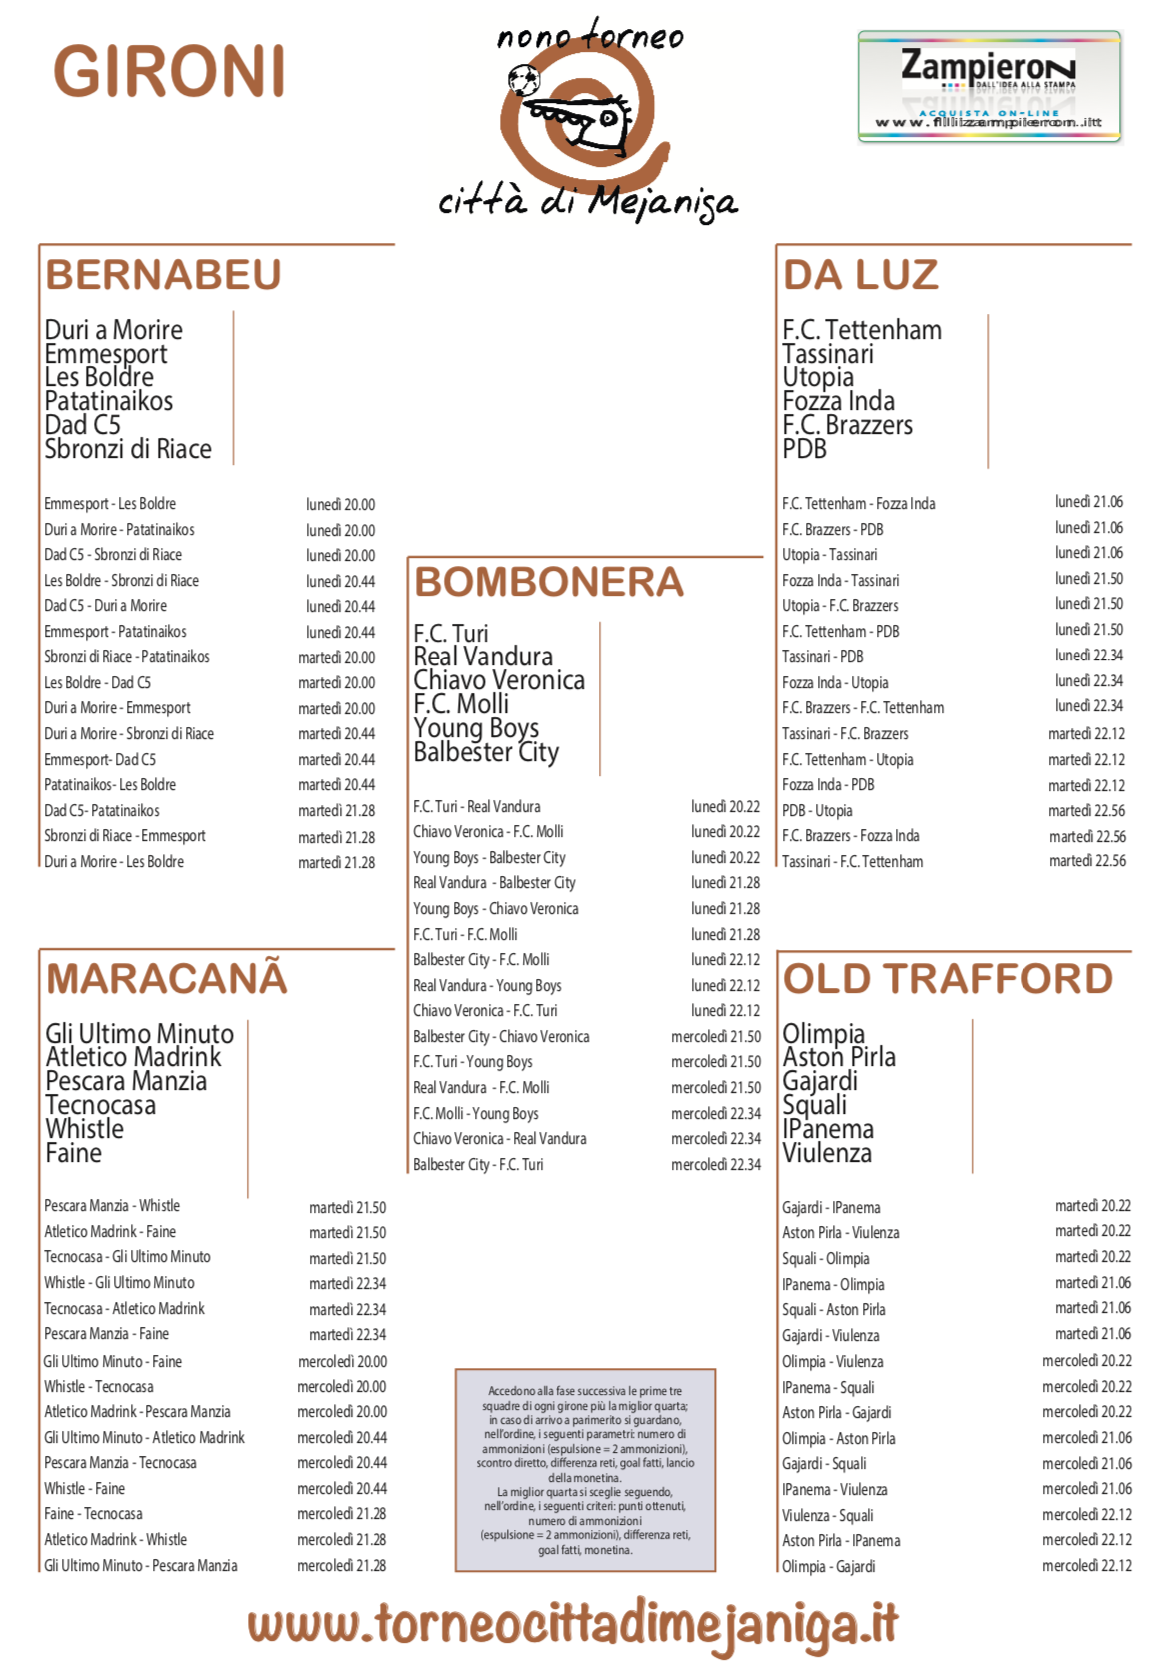 GIRONI
nono torneo
città di Mejaniga
Zampieron
DALL'IDEA ALLA STAMPA
ACQUISTA ON-LINE
BERNABEU
Duri a Morire
Emmesport
Les Boldre
Patatinaikos
Dad C5
Sbronzi di Riace
Emmesport - Les Boldre lunedì 20.00
Duri a Morire - Patatinaikos lunedì 20.00
Dad C5 - Sbronzi di Riace lunedì 20.00
Les Boldre - Sbronzi di Riace lunedì 20.44
Dad C5 - Duri a Morire lunedì 20.44
Emmesport - Patatinaikos lunedì 20.44
Sbronzi di Riace - Patatinaikos martedì 20.00
Les Boldre - Dad C5 martedì 20.00
Duri a Morire - Emmesport martedì 20.00
Duri a Morire - Sbronzi di Riace martedì 20.44
Emmesport- Dad C5 martedì 20.44
Patatinaikos- Les Boldre martedì 20.44
Dad C5- Patatinaikos martedì 21.28
Sbronzi di Riace - Emmesport martedì 21.28
Duri a Morire - Les Boldre martedì 21.28
DA LUZ
F.C. Tettenham
Tassinari
Utopia
Fozza Inda
F.C. Brazzers
PDB
F.C. Tettenham - Fozza Inda lunedì 21.06
F.C. Brazzers - PDB lunedì 21.06
Utopia - Tassinari lunedì 21.06
Fozza Inda - Tassinari lunedì 21.50
Utopia - F.C. Brazzers lunedì 21.50
F.C. Tettenham - PDB lunedì 21.50
Tassinari - PDB lunedì 22.34
Fozza Inda - Utopia lunedì 22.34
F.C. Brazzers - F.C. Tettenham lunedì 22.34
Tassinari - F.C. Brazzers martedì 22.12
F.C. Tettenham - Utopia martedì 22.12
Fozza Inda - PDB martedì 22.12
PDB - Utopia martedì 22.56
F.C. Brazzers - Fozza Inda martedì 22.56
Tassinari - F.C. Tettenham martedì 22.56
BOMBONERA
F.C. Turi
Real Vandura
Chiavo Veronica
F.C. Molli
Young Boys
Balbester City
F.C. Turi - Real Vandura lunedì 20.22
Chiavo Veronica - F.C. Molli lunedì 20.22
Young Boys - Balbester City lunedì 20.22
Real Vandura - Balbester City lunedì 21.28
Young Boys - Chiavo Veronica lunedì 21.28
F.C. Turi - F.C. Molli lunedì 21.28
Balbester City - F.C. Molli lunedì 22.12
Real Vandura - Young Boys lunedì 22.12
Chiavo Veronica - F.C. Turi lunedì 22.12
Balbester City - Chiavo Veronica mercoledì 21.50
F.C. Turi - Young Boys mercoledì 21.50
Real Vandura - F.C. Molli mercoledì 21.50
F.C. Molli - Young Boys mercoledì 22.34
Chiavo Veronica - Real Vandura mercoledì 22.34
Balbester City - F.C. Turi mercoledì 22.34
MARACANÃ
Gli Ultimo Minuto
Atletico Madrink
Pescara Manzia
Tecnocasa
Whistle
Faine
Pescara Manzia - Whistle martedì 21.50
Atletico Madrink - Faine martedì 21.50
Tecnocasa - Gli Ultimo Minuto martedì 21.50
Whistle - Gli Ultimo Minuto martedì 22.34
Tecnocasa - Atletico Madrink martedì 22.34
Pescara Manzia - Faine martedì 22.34
Gli Ultimo Minuto - Faine mercoledì 20.00
Whistle - Tecnocasa mercoledì 20.00
Atletico Madrink - Pescara Manzia mercoledì 20.00
Gli Ultimo Minuto - Atletico Madrink mercoledì 20.44
Pescara Manzia - Tecnocasa mercoledì 20.44
Whistle - Faine mercoledì 20.44
Faine - Tecnocasa mercoledì 21.28
Atletico Madrink - Whistle mercoledì 21.28
Gli Ultimo Minuto - Pescara Manzia mercoledì 21.28
OLD TRAFFORD
Olimpia
Aston Pirla
Gajardi
Squali
IPanema
Viulenza
Gajardi - IPanema martedì 20.22
Aston Pirla - Viulenza martedì 20.22
Squali - Olimpia martedì 20.22
IPanema - Olimpia martedì 21.06
Squali - Aston Pirla martedì 21.06
Gajardi - Viulenza martedì 21.06
Olimpia - Viulenza mercoledì 20.22
IPanema - Squali mercoledì 20.22
Aston Pirla - Gajardi mercoledì 20.22
Olimpia - Aston Pirla mercoledì 21.06
Gajardi - Squali mercoledì 21.06
IPanema - Viulenza mercoledì 21.06
Viulenza - Squali mercoledì 22.12
Aston Pirla - IPanema mercoledì 22.12
Olimpia - Gajardi mercoledì 22.12
Accedono alla fase successiva le prime tre
squadre di ogni girone più la miglior quarta;
in caso di arrivo a parimerito si guardano,
nell'ordine, i seguenti parametri: numero di
ammonizioni (espulsione = 2 ammonizioni),
scontro diretto, differenza reti, goal fatti, lancio
della monetina.
La miglior quarta si sceglie seguendo,
nell'ordine, i seguenti criteri: punti ottenuti,
numero di ammonizioni
(espulsione = 2 ammonizioni), differenza reti,
goal fatti, monetina.
www.torneocittadimejaniga.it